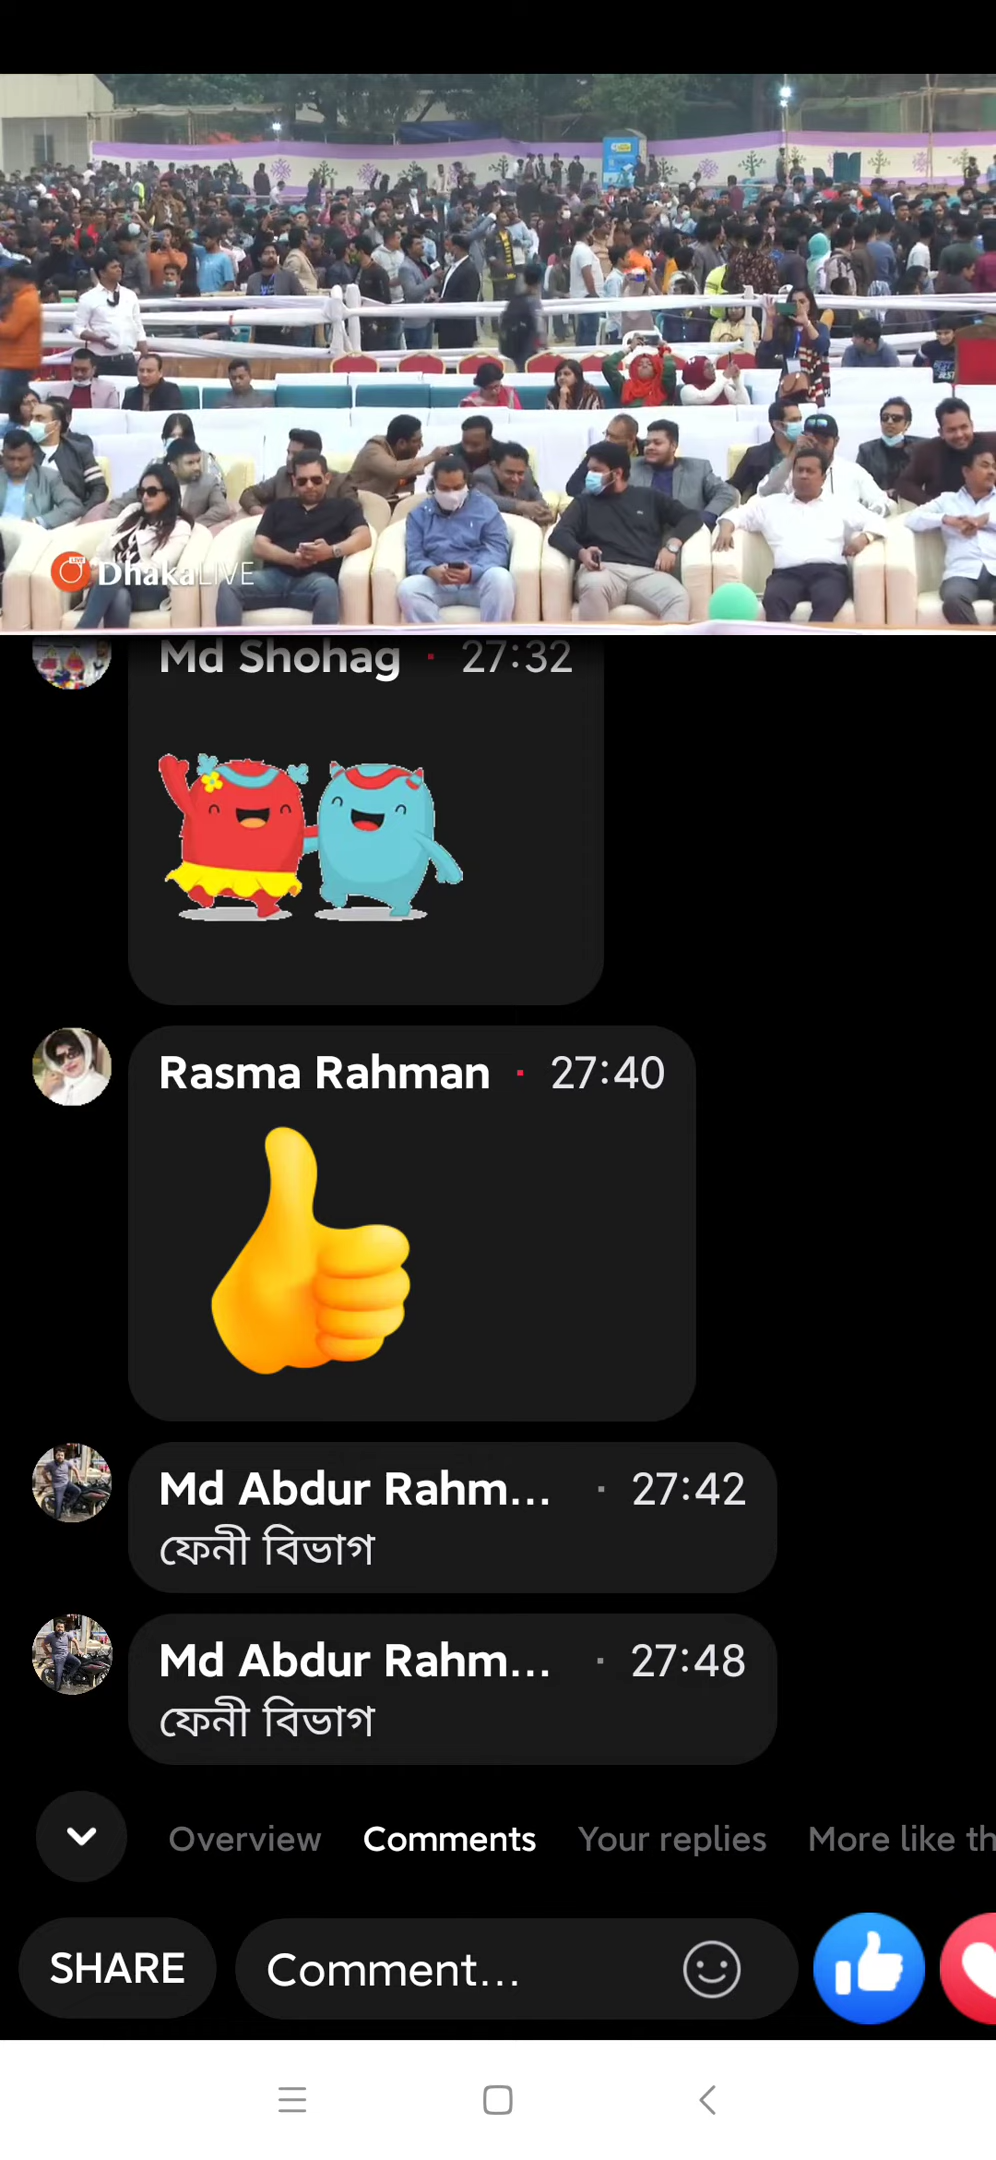 LIVE
DhakaLIVE
Md Shohag · 27:32
Rasma Rahman · 27:40
Md Abdur Rahm... · 27:42
ফেনী বিভাগ
Md Abdur Rahm... · 27:48
ফেনী বিভাগ
Overview Comments Your replies More like th
SHARE Comment...